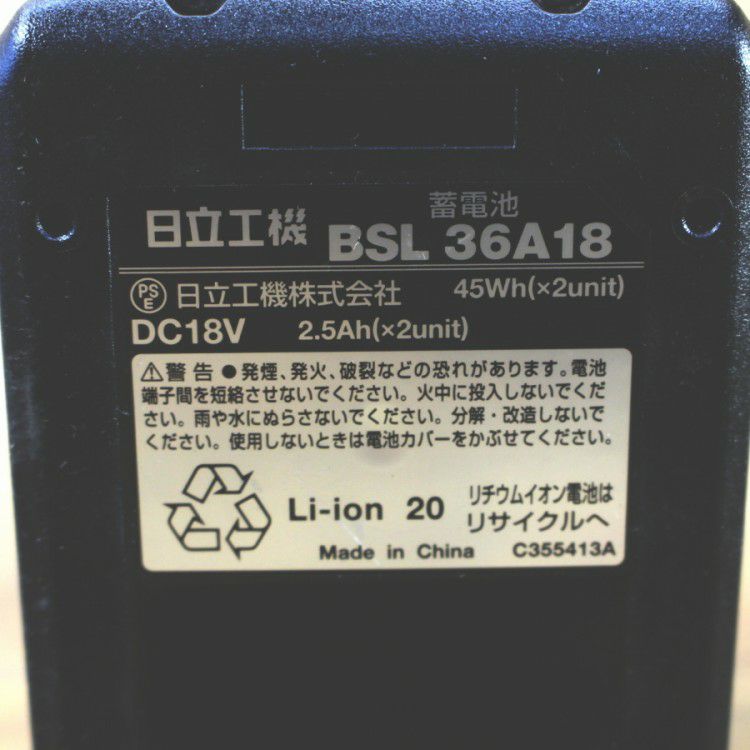 蓄電池
日立工機 BSL 36A18
PSE 日立工機株式会社 45Wh(×2unit)
DC18V 2.5Ah(×2unit)
⚠警告 ●発煙、発火、破裂などの恐れがあります。電池
端子間を短絡させないでください。火中に投入しないでくだ
さい。雨や水にぬらさないでください。分解・改造しないで
ください。使用しないときは電池カバーをかぶせてください。
Li-ion 20 リチウムイオン電池は
リサイクルへ
Made in China C355413A